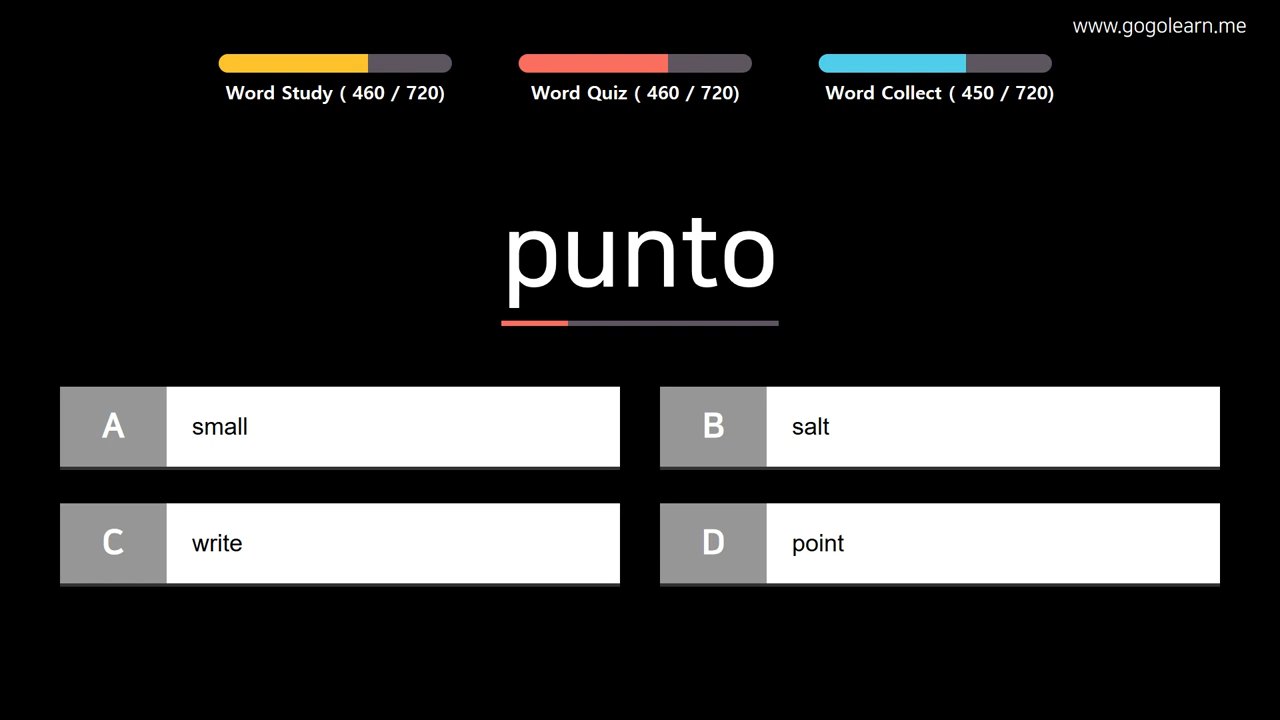 www.gogolearn.me
Word Study ( 460 / 720)
Word Quiz ( 460 / 720)
Word Collect ( 450 / 720)
punto
A
small
B
salt
C
write
D
point